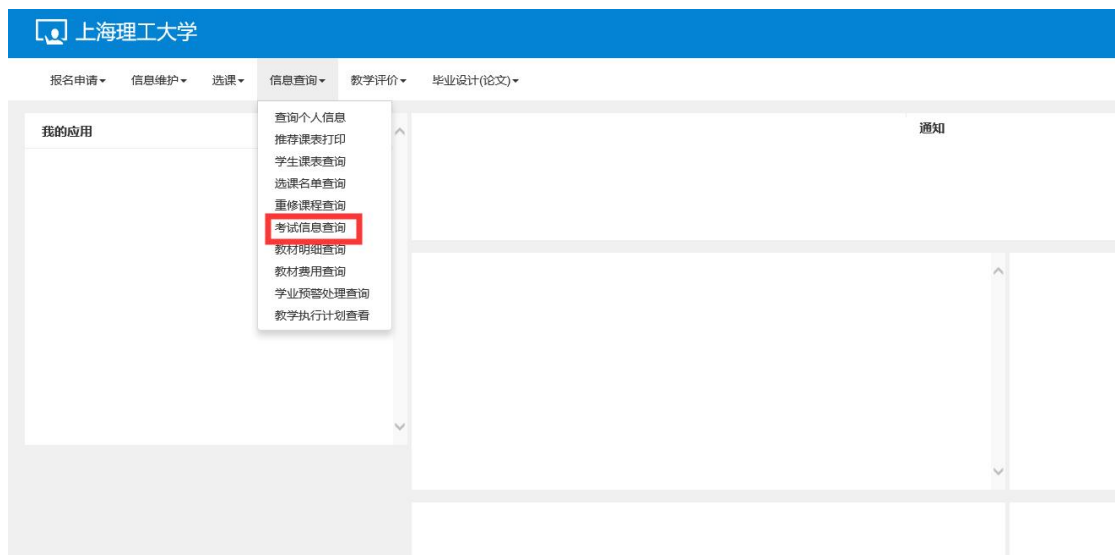 上海理工大学
报名申请 信息维护 选课 信息查询 教学评价 毕业设计(论文)
我的应用
查询个人信息
推荐课表打印
学生课表查询
选课名单查询
重修课程查询
考试信息查询
教材明细查询
教材费用查询
学业预警处理查询
教学执行计划查看
通知